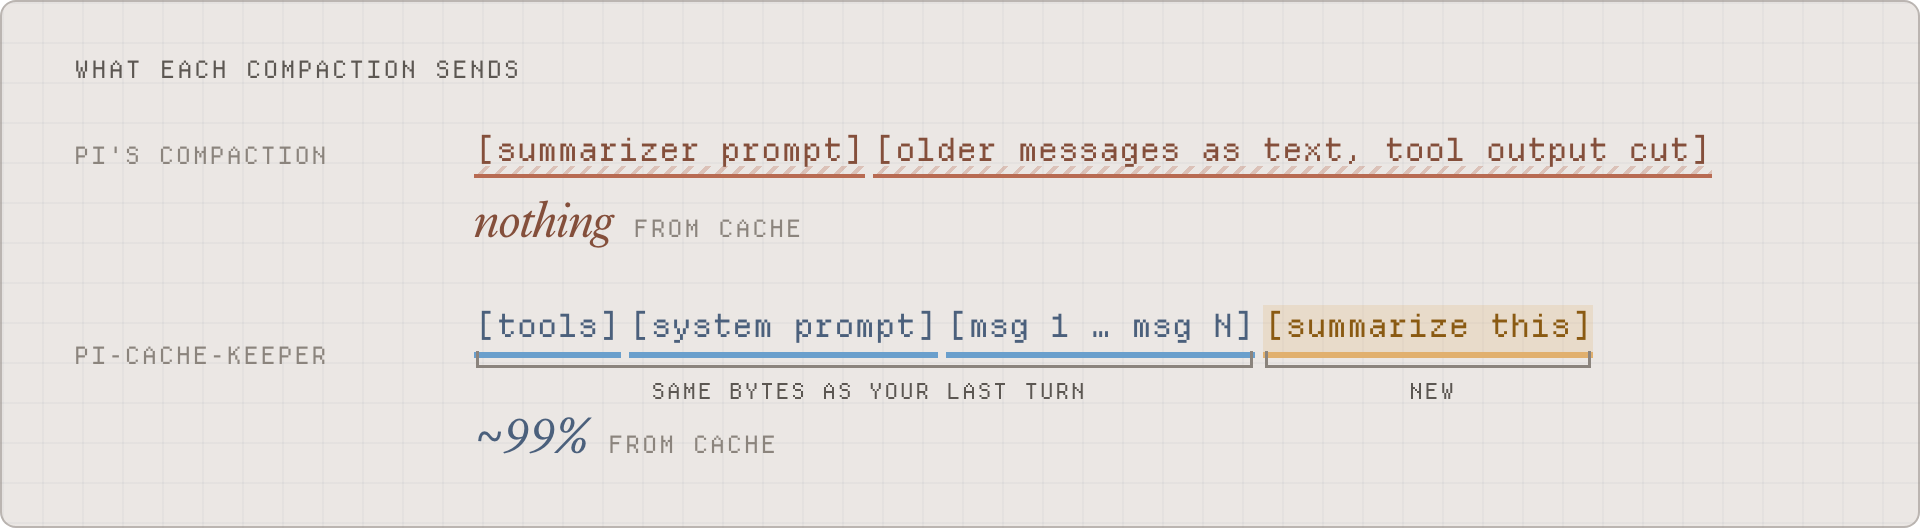 WHAT EACH COMPACTION SENDS
PI'S COMPACTION [summarizer prompt] [older messages as text, tool output cut]
nothing FROM CACHE
PI-CACHE-KEEPER [tools] [system prompt] [msg 1 … msg N] [summarize this]
SAME BYTES AS YOUR LAST TURN NEW
~99% FROM CACHE